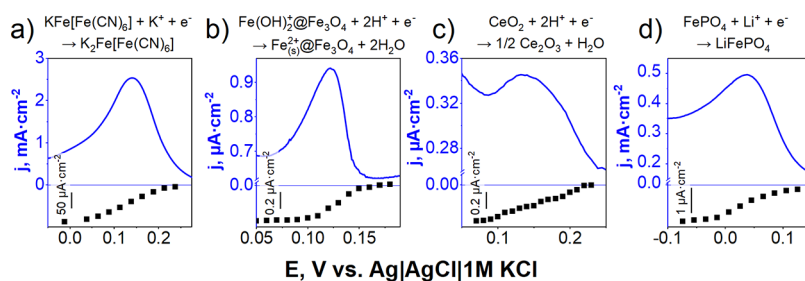 a) KFe[Fe(CN)₆] + K⁺ + e⁻
→ K₂Fe[Fe(CN)₆]
j, mA·cm⁻²
3
2
1
0
50 µA·cm⁻²
0.0 0.1 0.2
b) Fe(OH)₂⁺@Fe₃O₄ + 2H⁺ + e⁻
→ Fe²⁺₍s₎@Fe₃O₄ + 2H₂O
j, µA·cm⁻²
0.9
0.8
0.7
0.0
0.2 µA·cm⁻²
0.05 0.10 0.15
c) CeO₂ + 2H⁺ + e⁻
→ 1/2 Ce₂O₃ + H₂O
j, µA·cm⁻²
0.36
0.32
0.28
0.00
0.2 µA·cm⁻²
0.1 0.2
d) FePO₄ + Li⁺ + e⁻
→ LiFePO₄
j, mA·cm⁻²
0.5
0.4
0.3
0.2
0.0
1 µA·cm⁻²
-0.1 0.0 0.1
E, V vs. Ag|AgCl|1M KCl